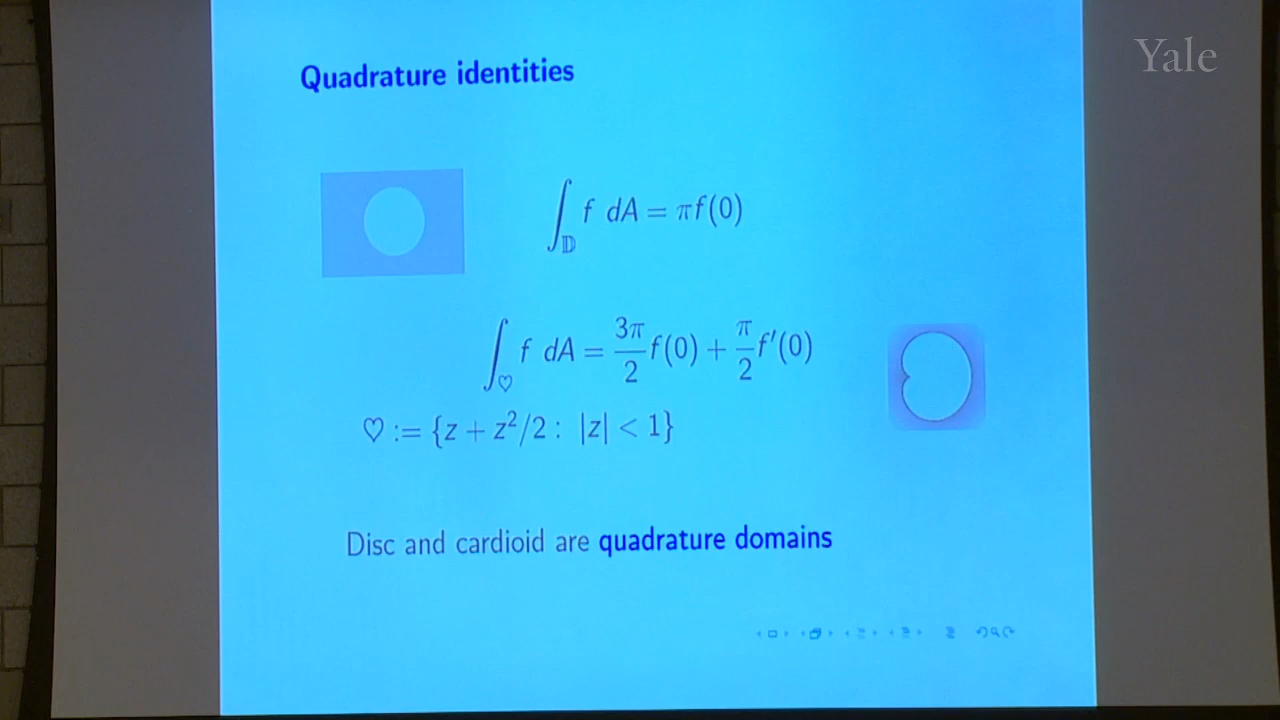 Yale
Quadrature identities
∫_𝔻 f dA = πf(0)
∫_♡ f dA = 3π/2 f(0) + π/2 f′(0)
♡ := {z + z²/2 : |z| < 1}
Disc and cardioid are quadrature domains